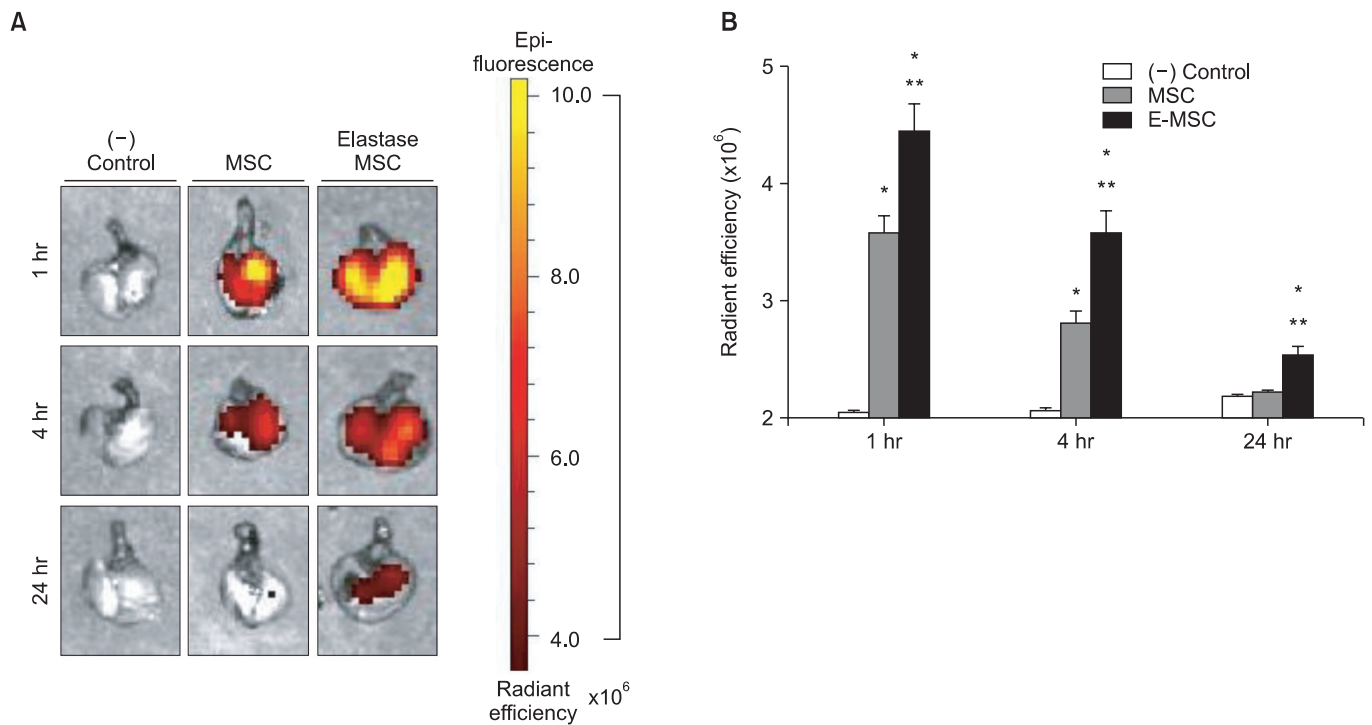 A
Epi-
fluorescence
10.0
8.0
6.0
4.0
Radiant
efficiency
x10⁶
(−)
Control
MSC
Elastase
MSC
1 hr
4 hr
24 hr
B
(−) Control
MSC
E-MSC
Radient efficiency (x10⁶)
5
4
3
2
*
*
**
*
*
**
*
**
1 hr
4 hr
24 hr